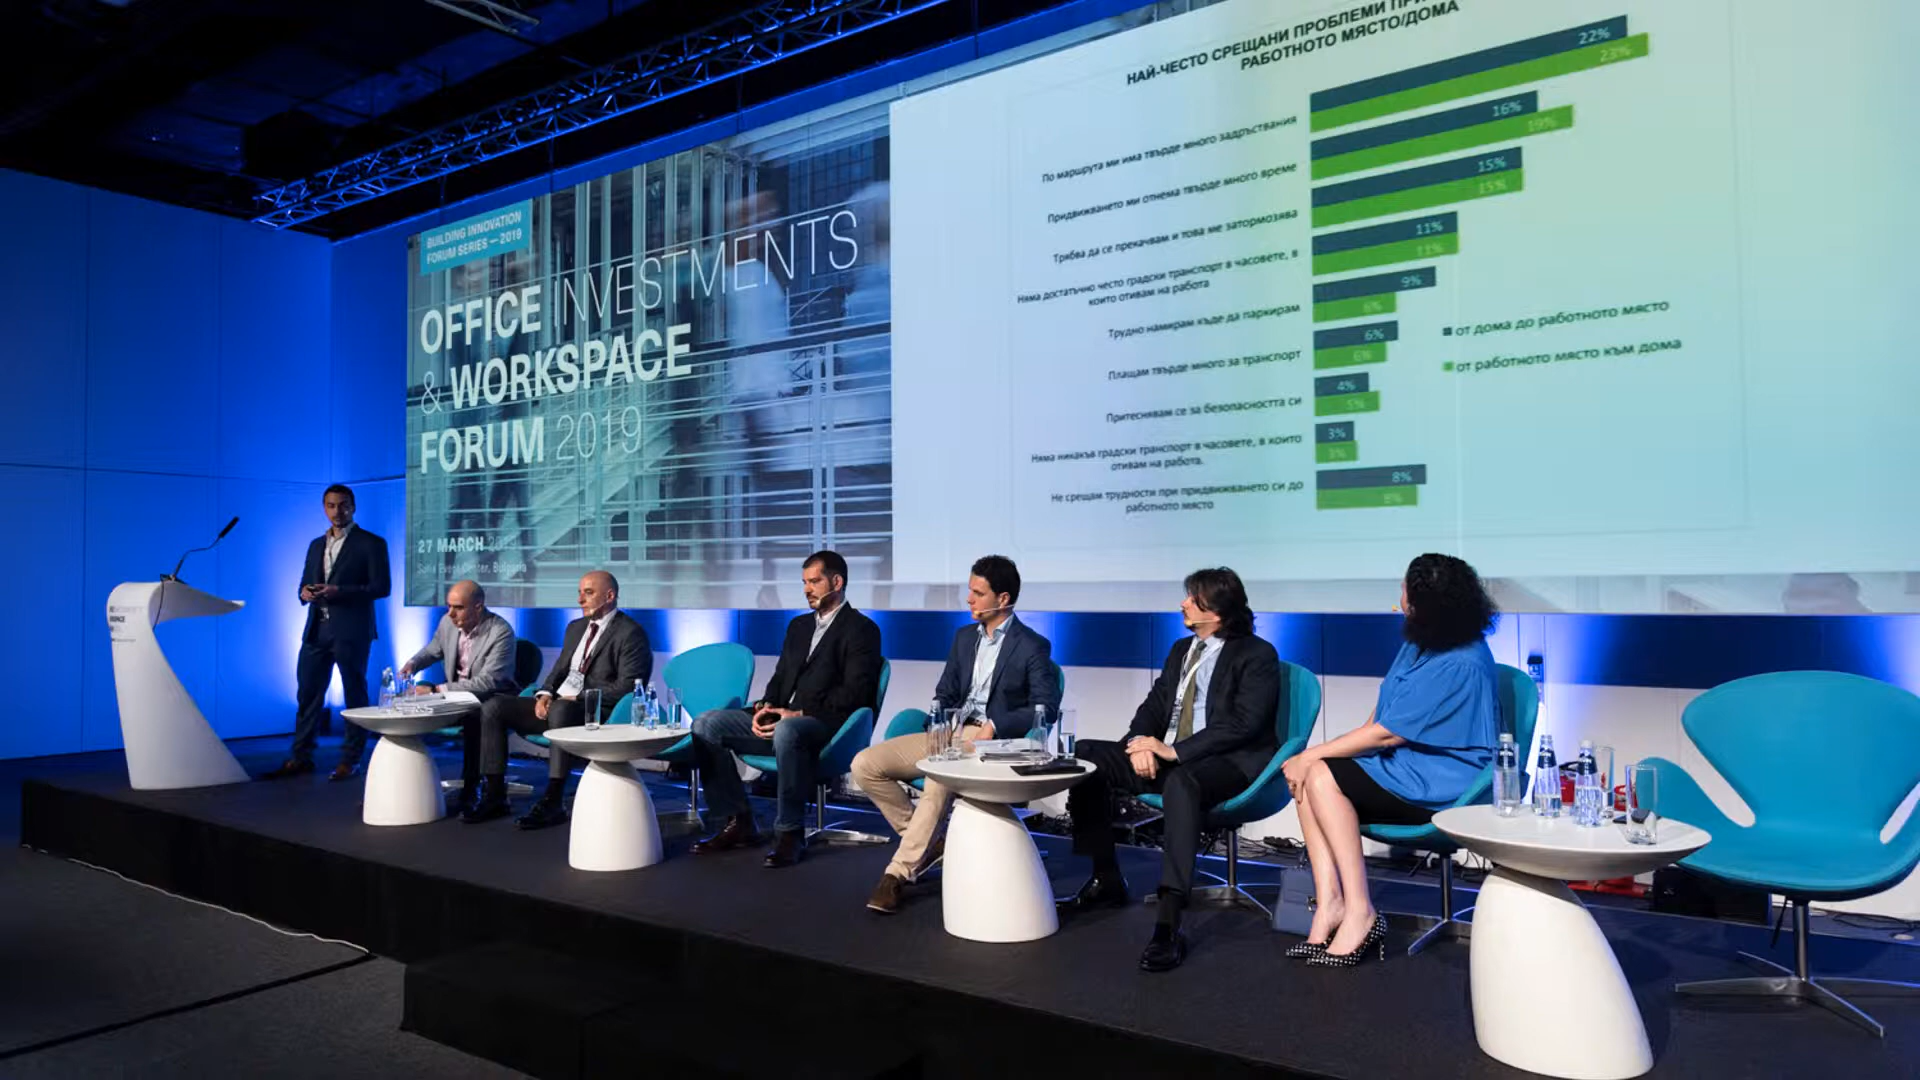 BUILDING INNOVATION
FORUM SERIES — 2019
OFFICE INVESTMENTS
& WORKSPACE
FORUM 2019
27 MARCH 2019
Sofia Event Center, Bulgaria
НАЙ-ЧЕСТО СРЕЩАНИ ПРОБЛЕМИ
РАБОТНОТО МЯСТО/ДОМА
По маршрута ми има твърде много задръствания
22%
23%
Придвижването ми отнема твърде много време
16%
19%
Трябва да се прекачвам и това ме затормозява
15%
15%
Няма достатъчно често градски транспорт в часовете, в
които отивам на работа
11%
11%
Трудно намирам къде да паркирам
9%
6%
Плащам твърде много за транспорт
6%
6%
Притеснявам се за безопасността си
4%
5%
Няма никакъв градски транспорт в часовете, в които
отивам на работа.
3%
3%
Не срещам трудности при придвижването си до
работното място
8%
8%
от дома до работното място
от работното място към дома